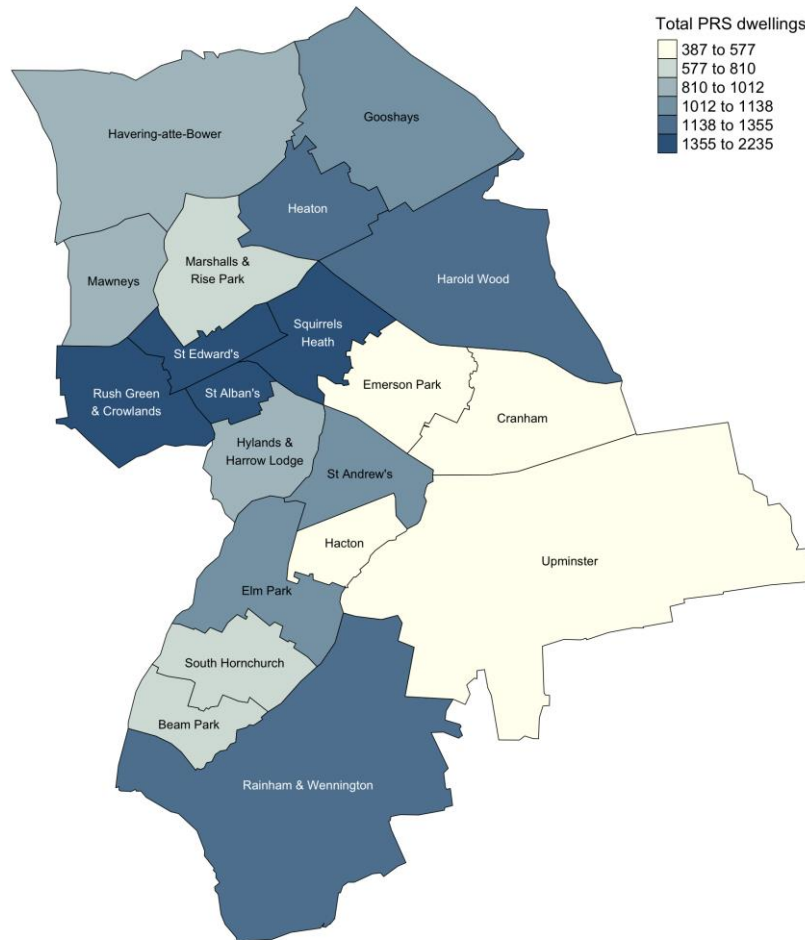 Total PRS dwellings
387 to 577
577 to 810
810 to 1012
1012 to 1138
1138 to 1355
1355 to 2235
Gooshays
Havering-atte-Bower
Heaton
Marshalls &
Rise Park
Harold Wood
Mawneys
Squirrels
Heath
St Edward's
Emerson Park
Rush Green
& Crowlands
St Alban's
Cranham
Hylands &
Harrow Lodge
St Andrew's
Hacton
Upminster
Elm Park
South Hornchurch
Beam Park
Rainham & Wennington